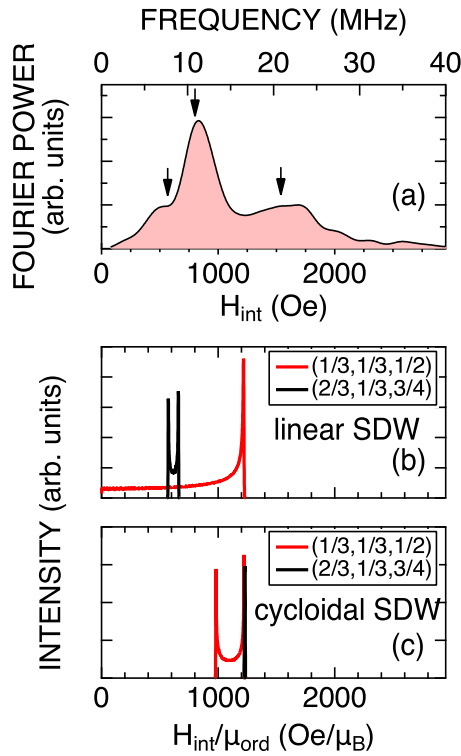 FREQUENCY (MHz)
0 10 20 30 40
FOURIER POWER
(arb. units)
(a)
0 1000 2000
H_int (Oe)
INTENSITY (arb. units)
(1/3,1/3,1/2)
(2/3,1/3,3/4)
linear SDW
(b)
(1/3,1/3,1/2)
(2/3,1/3,3/4)
cycloidal SDW
(c)
0 1000 2000
H_int/μ_ord (Oe/μ_B)